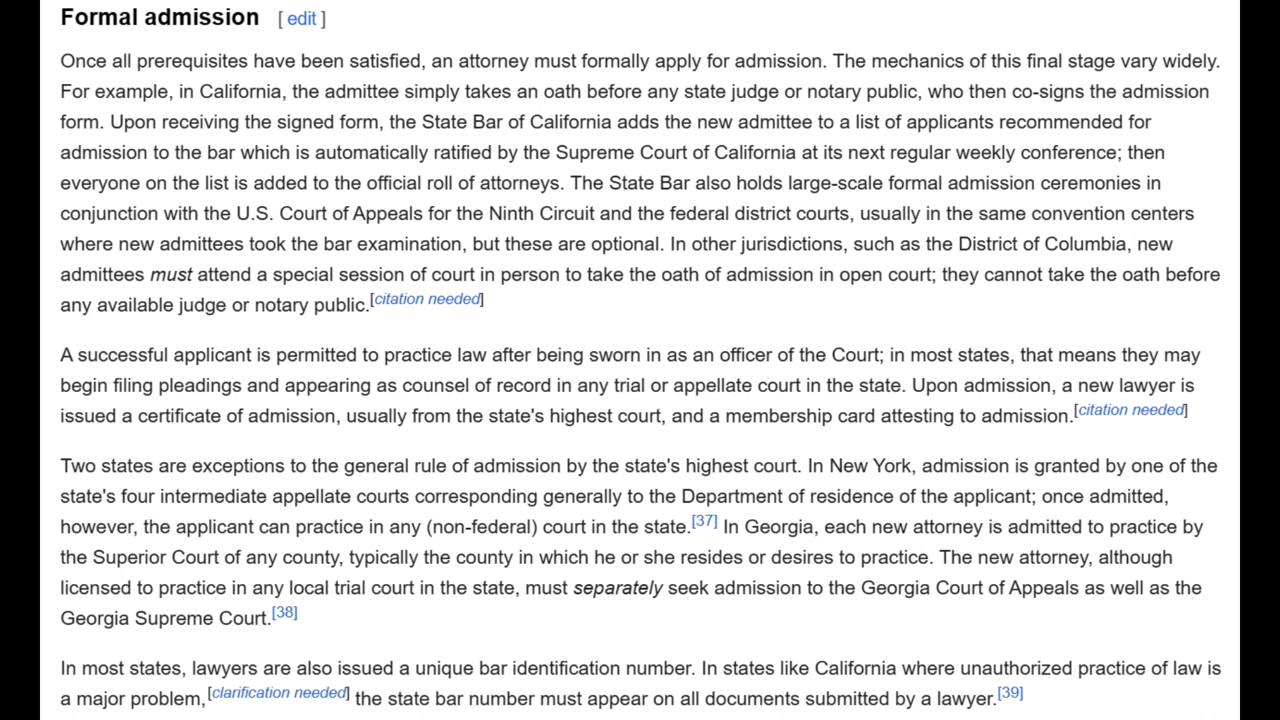 Formal admission [ edit ]
Once all prerequisites have been satisfied, an attorney must formally apply for admission. The mechanics of this final stage vary widely.
For example, in California, the admittee simply takes an oath before any state judge or notary public, who then co-signs the admission
form. Upon receiving the signed form, the State Bar of California adds the new admittee to a list of applicants recommended for
admission to the bar which is automatically ratified by the Supreme Court of California at its next regular weekly conference; then
everyone on the list is added to the official roll of attorneys. The State Bar also holds large-scale formal admission ceremonies in
conjunction with the U.S. Court of Appeals for the Ninth Circuit and the federal district courts, usually in the same convention centers
where new admittees took the bar examination, but these are optional. In other jurisdictions, such as the District of Columbia, new
admittees must attend a special session of court in person to take the oath of admission in open court; they cannot take the oath before
any available judge or notary public.[citation needed]
A successful applicant is permitted to practice law after being sworn in as an officer of the Court; in most states, that means they may
begin filing pleadings and appearing as counsel of record in any trial or appellate court in the state. Upon admission, a new lawyer is
issued a certificate of admission, usually from the state's highest court, and a membership card attesting to admission.[citation needed]
Two states are exceptions to the general rule of admission by the state's highest court. In New York, admission is granted by one of the
state's four intermediate appellate courts corresponding generally to the Department of residence of the applicant; once admitted,
however, the applicant can practice in any (non-federal) court in the state.[37] In Georgia, each new attorney is admitted to practice by
the Superior Court of any county, typically the county in which he or she resides or desires to practice. The new attorney, although
licensed to practice in any local trial court in the state, must separately seek admission to the Georgia Court of Appeals as well as the
Georgia Supreme Court.[38]
In most states, lawyers are also issued a unique bar identification number. In states like California where unauthorized practice of law is
a major problem,[clarification needed] the state bar number must appear on all documents submitted by a lawyer.[39]